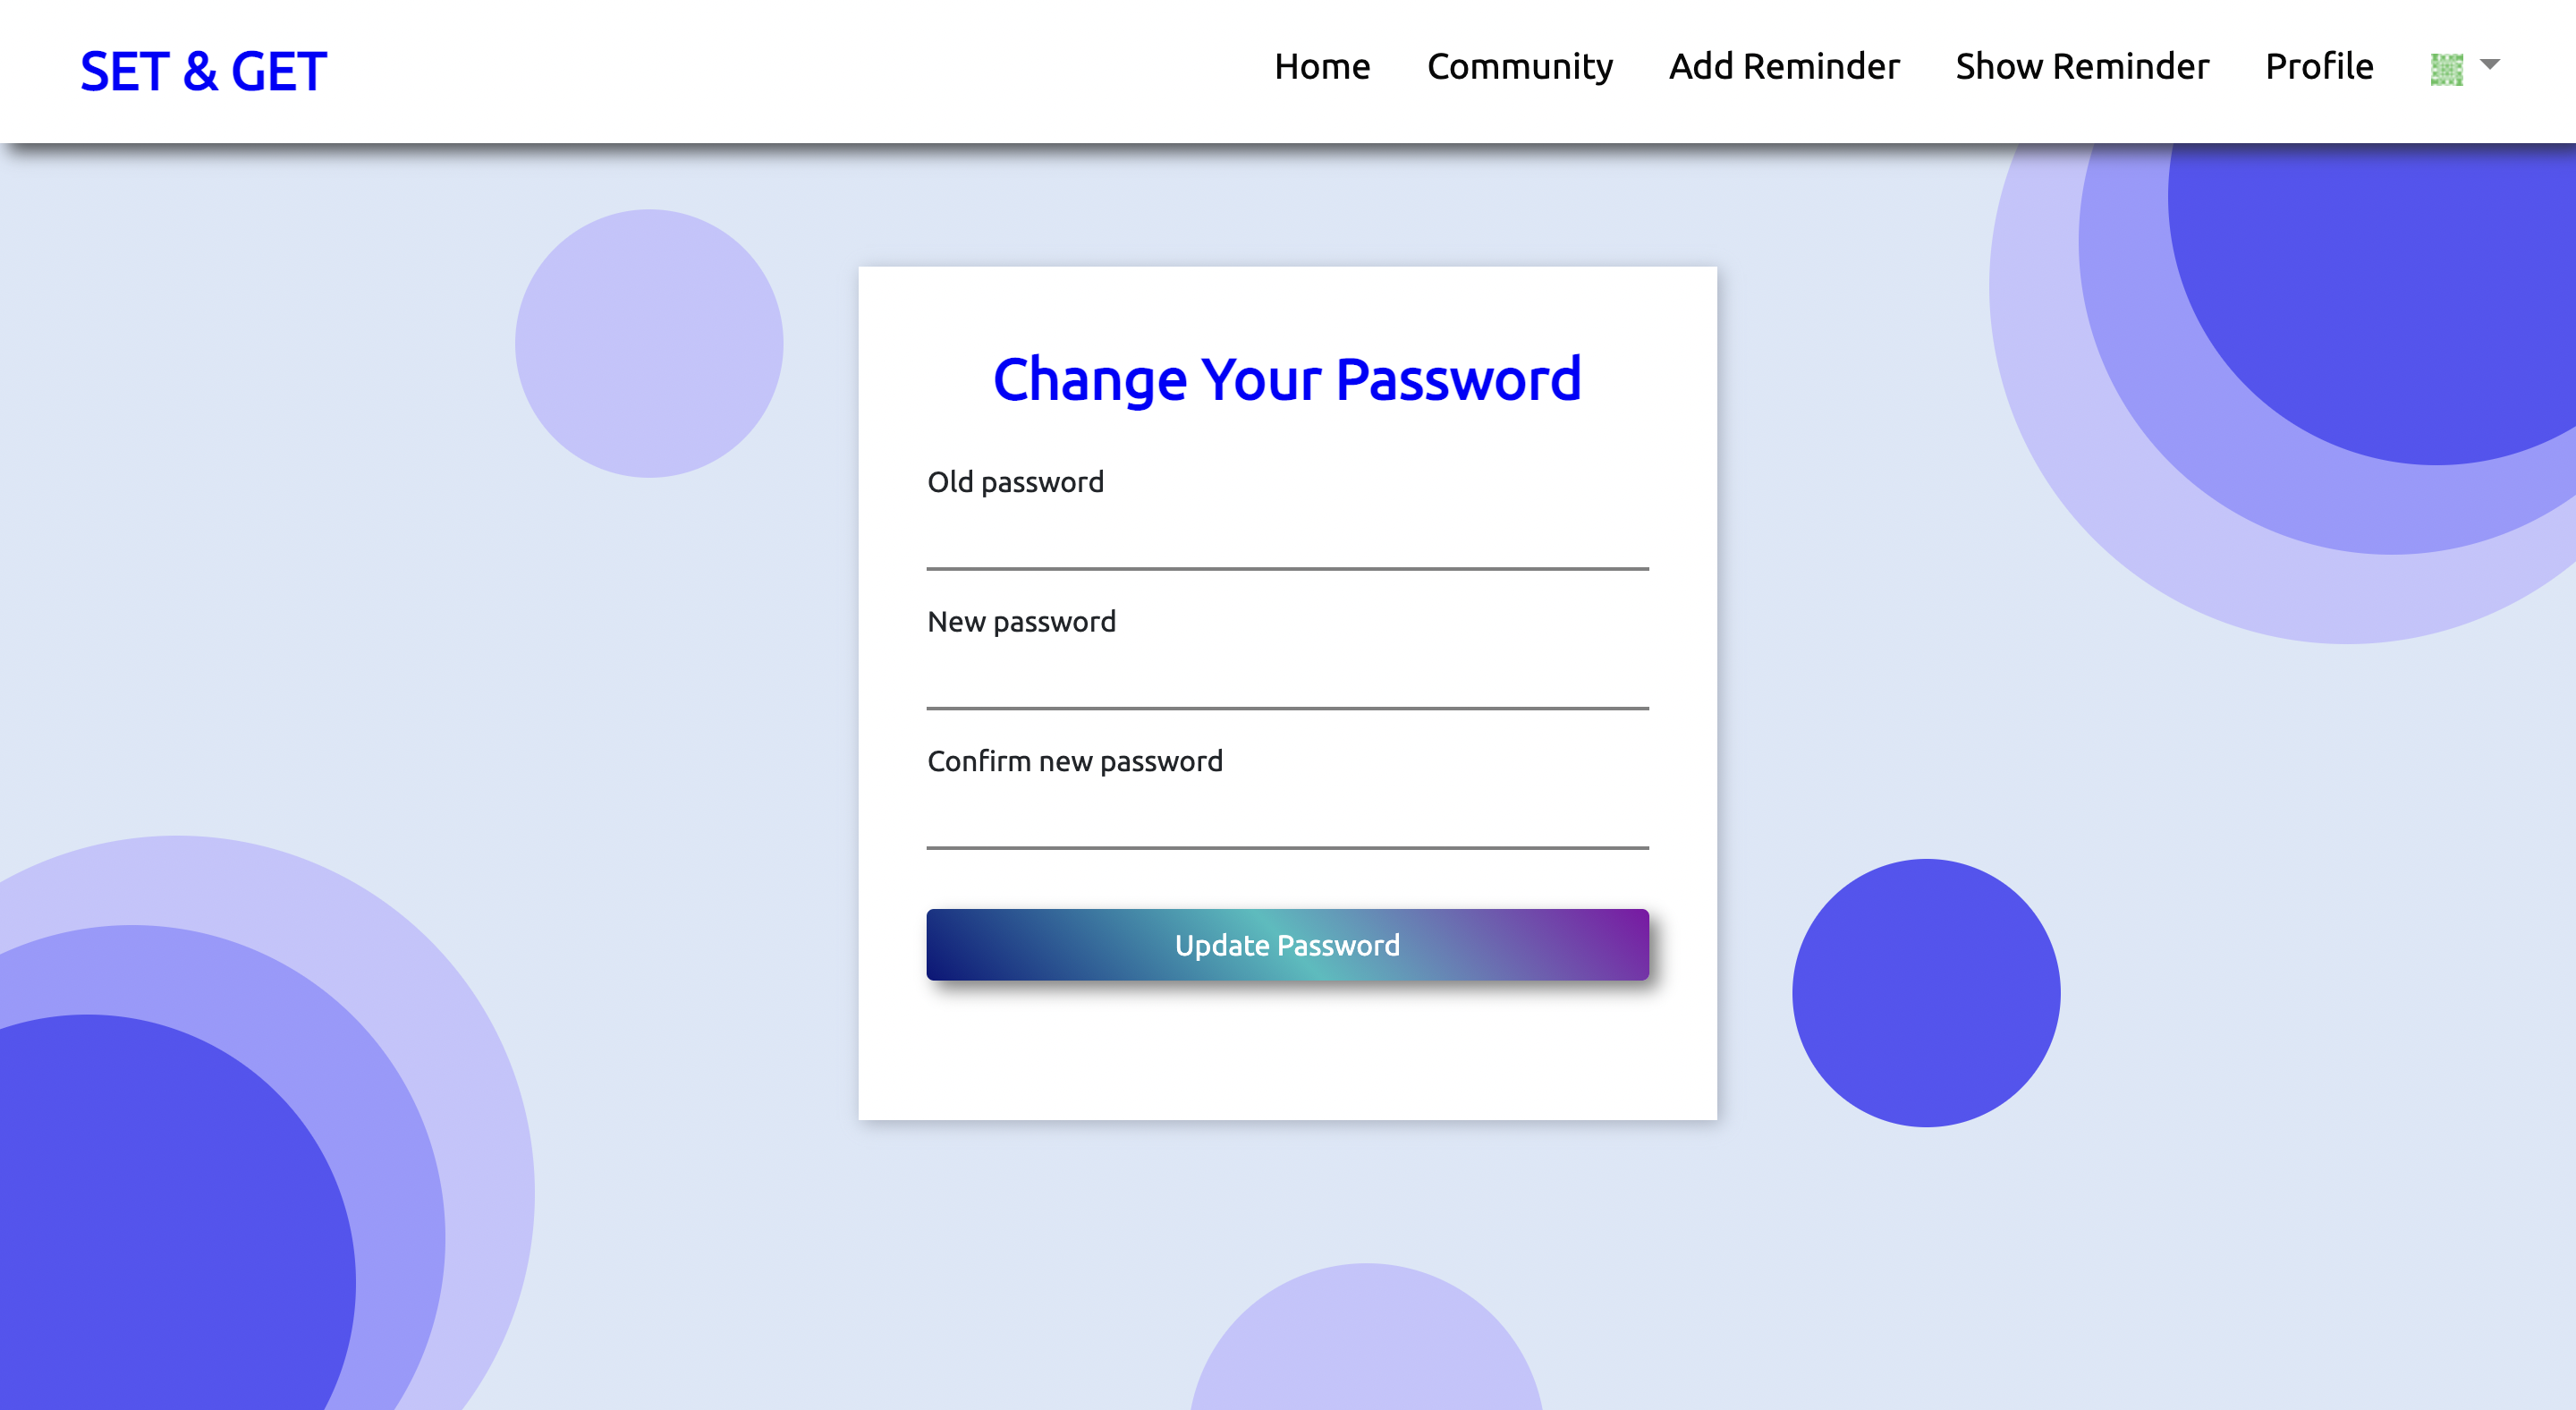 SET & GET
Home Community Add Reminder Show Reminder Profile
Change Your Password
Old password
New password
Confirm new password
Update Password